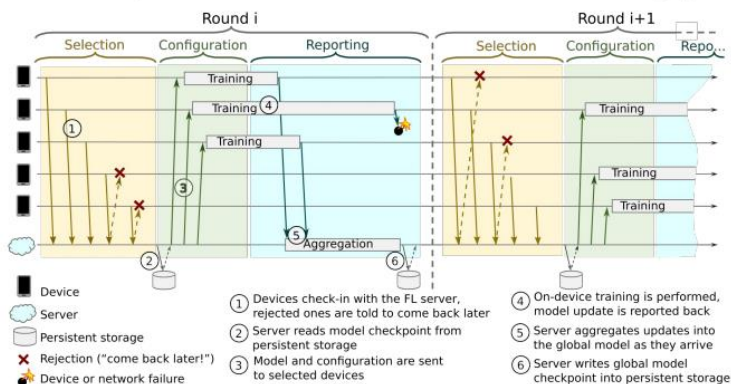 Round i
Round i+1
Selection
Configuration
Reporting
Selection
Configuration
Repo...
Training
Training
Training
Training
Training
Training
1
2
3
4
5
6
Aggregation
Device
Server
Persistent storage
Rejection (“come back later!”)
Device or network failure
1 Devices check-in with the FL server,
rejected ones are told to come back later
2 Server reads model checkpoint from
persistent storage
3 Model and configuration are sent
to selected devices
4 On-device training is performed,
model update is reported back
5 Server aggregates updates into
the global model as they arrive
6 Server writes global model
checkpoint into persistent storage